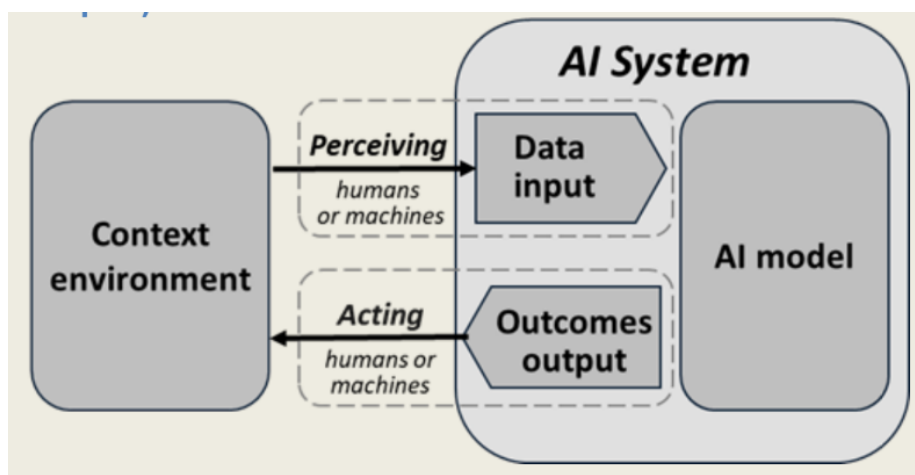 AI System
Perceiving
humans
or machines
Data
input
Context
environment
AI model
Acting
humans or
machines
Outcomes
output